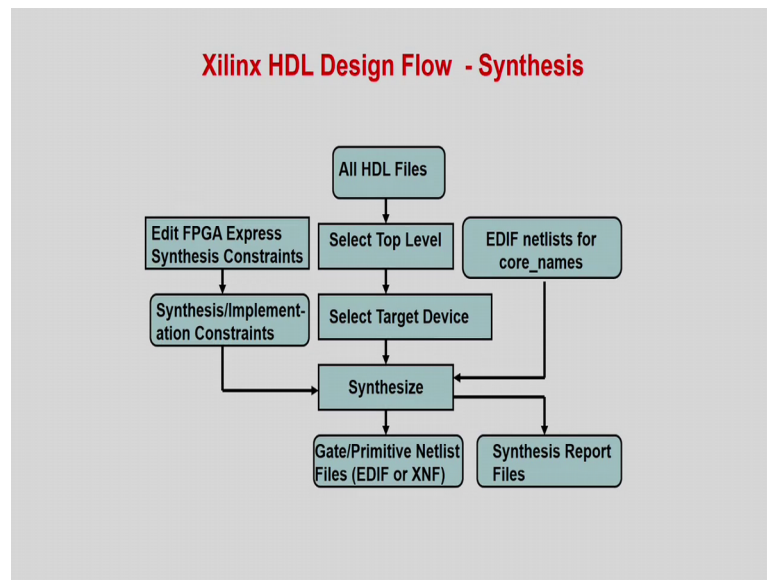 Xilinx HDL Design Flow - Synthesis
All HDL Files
Edit FPGA Express
Synthesis Constraints
Select Top Level
EDIF netlists for
core_names
Synthesis/Implement-
ation Constraints
Select Target Device
Synthesize
Gate/Primitive Netlist
Files (EDIF or XNF)
Synthesis Report
Files